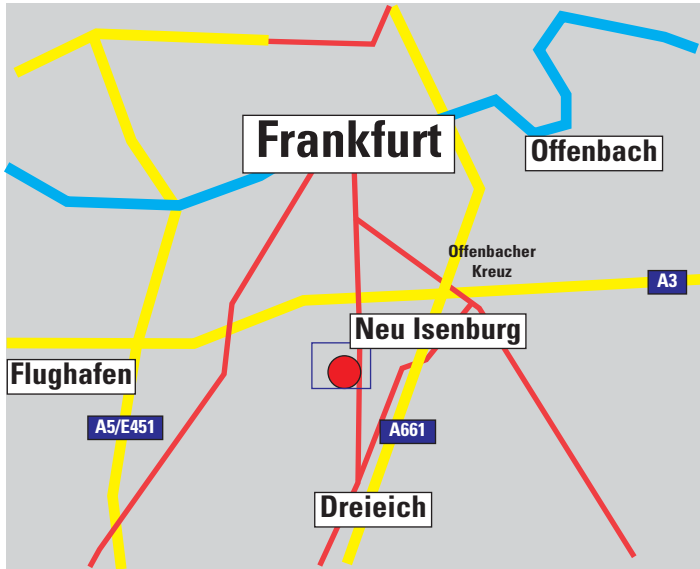 Frankfurt
Offenbach
Offenbacher
Kreuz
A3
Neu Isenburg
Flughafen
A5/E451
A661
Dreieich